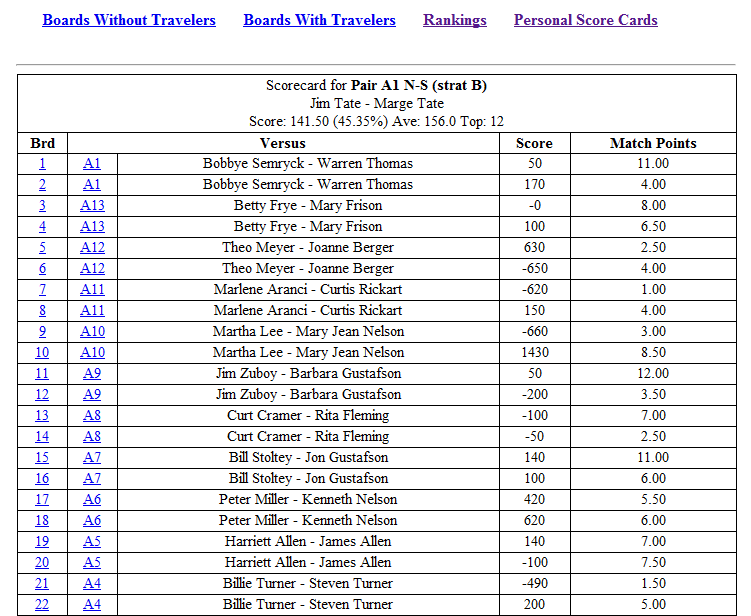 Boards Without Travelers Boards With Travelers Rankings Personal Score Cards
Scorecard for Pair A1 N-S (strat B)
Jim Tate - Marge Tate
Score: 141.50 (45.35%) Ave: 156.0 Top: 12
Brd Versus Score Match Points
1 A1 Bobbye Semryck - Warren Thomas 50 11.00
2 A1 Bobbye Semryck - Warren Thomas 170 4.00
3 A13 Betty Frye - Mary Frison -0 8.00
4 A13 Betty Frye - Mary Frison 100 6.50
5 A12 Theo Meyer - Joanne Berger 630 2.50
6 A12 Theo Meyer - Joanne Berger -650 4.00
7 A11 Marlene Aranci - Curtis Rickart -620 1.00
8 A11 Marlene Aranci - Curtis Rickart 150 4.00
9 A10 Martha Lee - Mary Jean Nelson -660 3.00
10 A10 Martha Lee - Mary Jean Nelson 1430 8.50
11 A9 Jim Zuboy - Barbara Gustafson 50 12.00
12 A9 Jim Zuboy - Barbara Gustafson -200 3.50
13 A8 Curt Cramer - Rita Fleming -100 7.00
14 A8 Curt Cramer - Rita Fleming -50 2.50
15 A7 Bill Stoltey - Jon Gustafson 140 11.00
16 A7 Bill Stoltey - Jon Gustafson 100 6.00
17 A6 Peter Miller - Kenneth Nelson 420 5.50
18 A6 Peter Miller - Kenneth Nelson 620 6.00
19 A5 Harriett Allen - James Allen 140 7.00
20 A5 Harriett Allen - James Allen -100 7.50
21 A4 Billie Turner - Steven Turner -490 1.50
22 A4 Billie Turner - Steven Turner 200 5.00